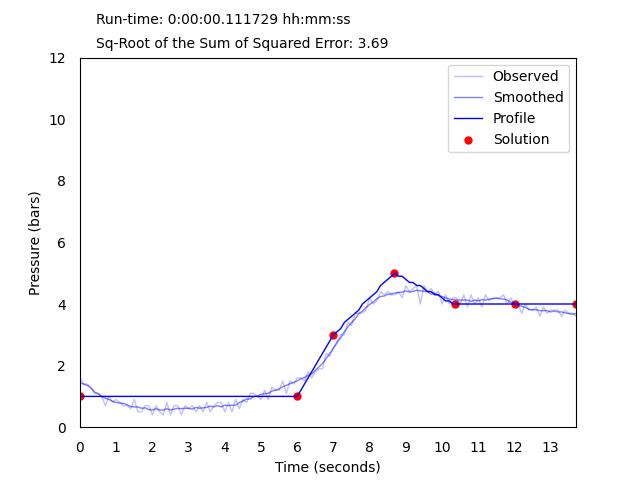 Run-time: 0:00:00.111729 hh:mm:ss
Sq-Root of the Sum of Squared Error: 3.69
Observed
Smoothed
Profile
Solution
Pressure (bars)
12
10
8
6
4
2
0
0 1 2 3 4 5 6 7 8 9 10 11 12 13
Time (seconds)